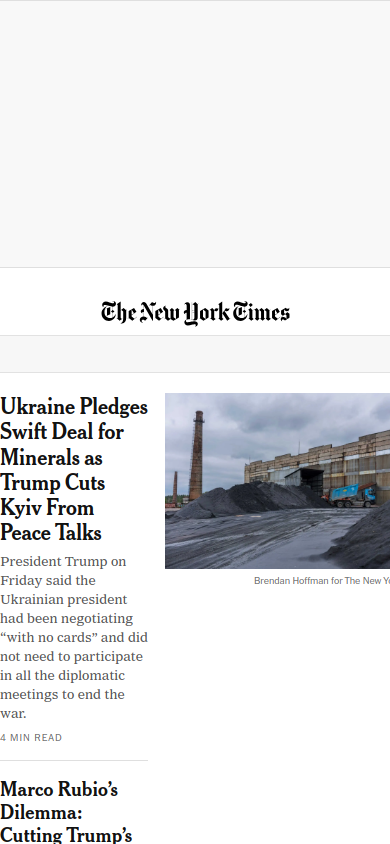 The New York Times
Ukraine Pledges
Swift Deal for
Minerals as
Trump Cuts
Kyiv From
Peace Talks
President Trump on
Friday said the
Ukrainian president
had been negotiating
“with no cards” and did
not need to participate
in all the diplomatic
meetings to end the
war.
4 MIN READ
Brendan Hoffman for The New Yo
Marco Rubio’s
Dilemma:
Cutting Trump’s